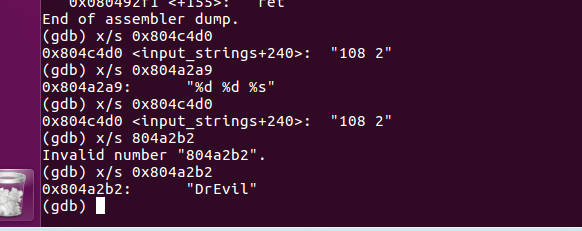 0x080492f1 <+155>: ret
End of assembler dump.
(gdb) x/s 0x804c4d0
0x804c4d0 <input_strings+240>: "108 2"
(gdb) x/s 0x804a2a9
0x804a2a9: "%d %d %s"
(gdb) x/s 0x804c4d0
0x804c4d0 <input_strings+240>: "108 2"
(gdb) x/s 804a2b2
Invalid number "804a2b2".
(gdb) x/s 0x804a2b2
0x804a2b2: "DrEvil"
(gdb)